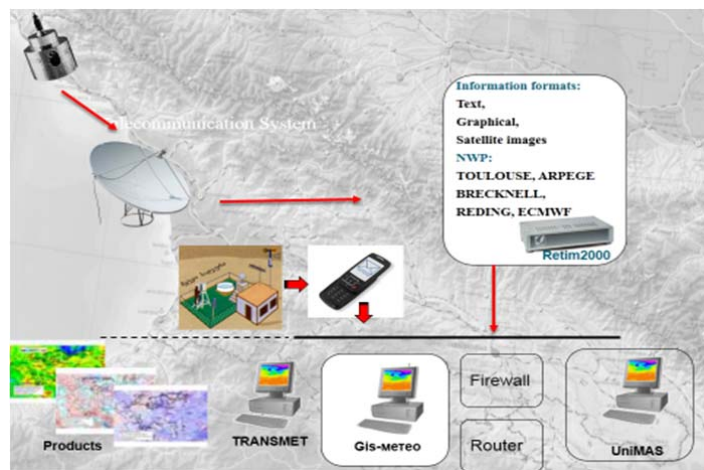 Telecommunication System
Information formats:
Text,
Graphical,
Satellite images
NWP:
TOULOUSE, ARPEGE
BRECKNELL,
REDING, ECMWF
Retim2000
Products
TRANSMET
Gis-метео
Firewall
Router
UniMAS